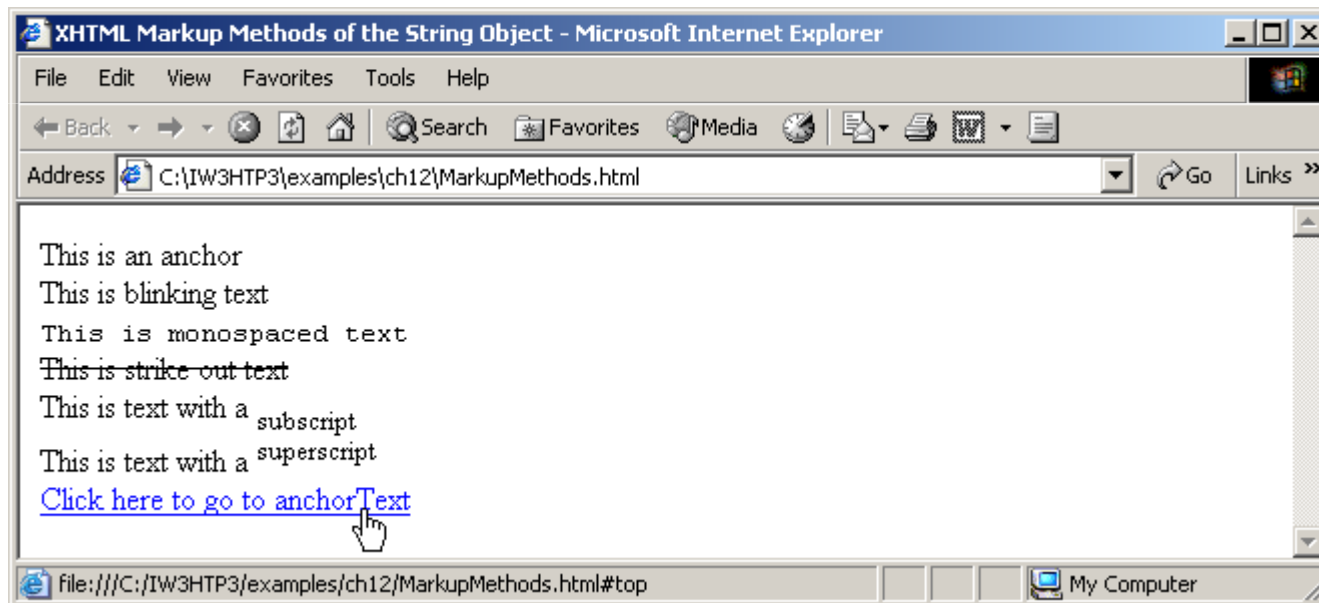 XHTML Markup Methods of the String Object - Microsoft Internet Explorer
File Edit View Favorites Tools Help
Back Search Favorites Media
Address C:\IW3HTP3\examples\ch12\MarkupMethods.html Go Links »
This is an anchor
This is blinking text
This is monospaced text
This is strike out text
This is text with a subscript
This is text with a superscript
Click here to go to anchorText
file:///C:/IW3HTP3/examples/ch12/MarkupMethods.html#top My Computer